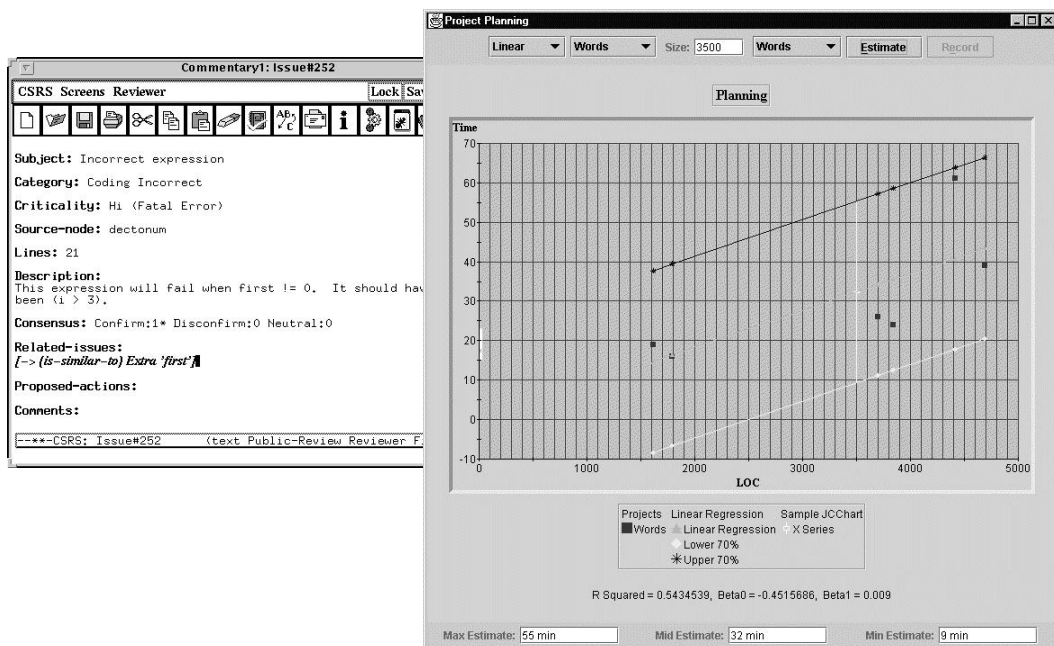 Commentary1: Issue#252
CSRS Screens Reviewer Lock Sav
AB
C
i
Subject: Incorrect expression
Category: Coding Incorrect
Criticality: Hi (Fatal Error)
Source-node: dectonum
Lines: 21
Description:
This expression will fail when first != 0. It should hav
been (i > 3).
Consensus: Confirm:1* Disconfirm:0 Neutral:0
Related-issues:
[-> (is-similar-to) Extra 'first']
Proposed-actions:
Comments:
--**-CSRS: Issue#252 (text Public-Review Reviewer F
Project Planning
Linear Words Size: 3500 Words Estimate Record
Planning
Time
70
60
50
40
30
20
10
0
-10
0 1000 2000 3000 4000 5000
LOC
Projects Linear Regression Sample JCChart
Words Linear Regression X Series
Lower 70%
Upper 70%
R Squared = 0.5434539, Beta0 = -0.4515686, Beta1 = 0.009
Max Estimate: 55 min Mid Estimate: 32 min Min Estimate: 9 min